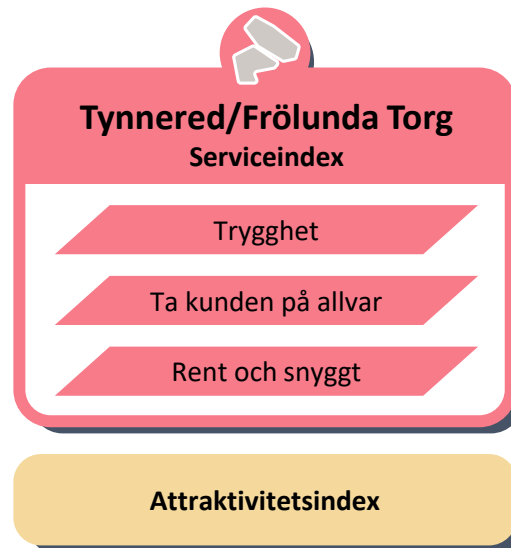 Tynnered/Frölunda Torg
Serviceindex
Trygghet
Ta kunden på allvar
Rent och snyggt
Attraktivitetsindex